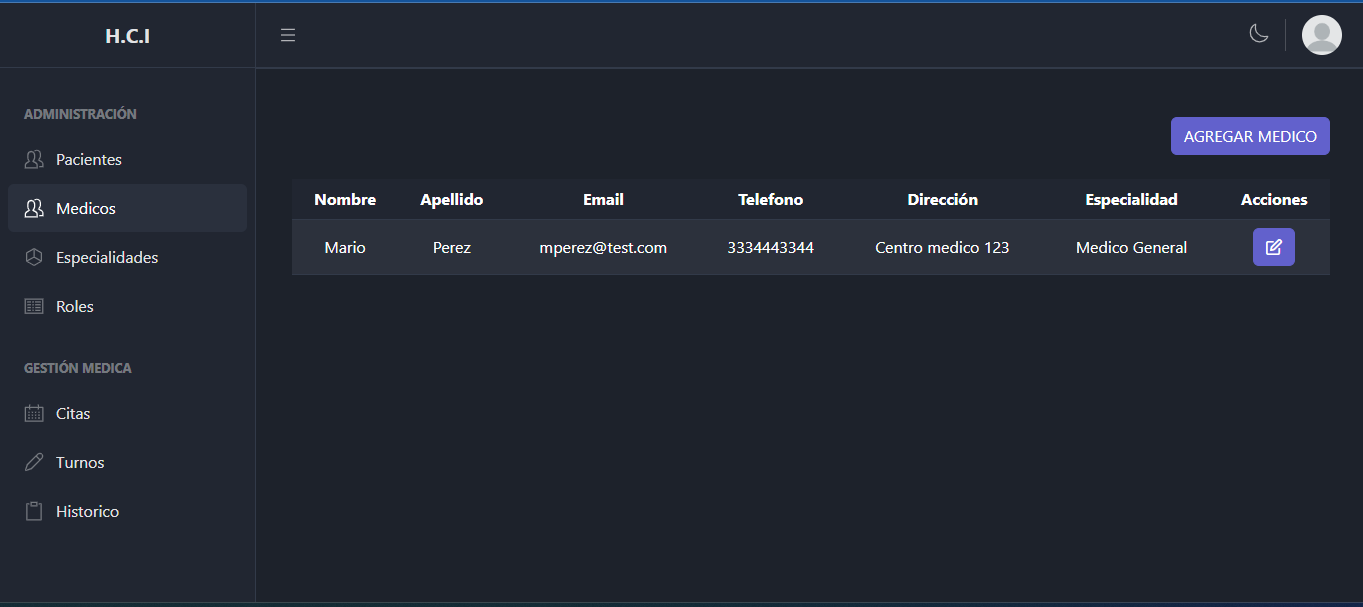 H.C.I
ADMINISTRACIÓN
Pacientes
Medicos
Especialidades
Roles
GESTIÓN MEDICA
Citas
Turnos
Historico
AGREGAR MEDICO
Nombre Apellido Email Telefono Dirección Especialidad Acciones
Mario Perez mperez@test.com 3334443344 Centro medico 123 Medico General